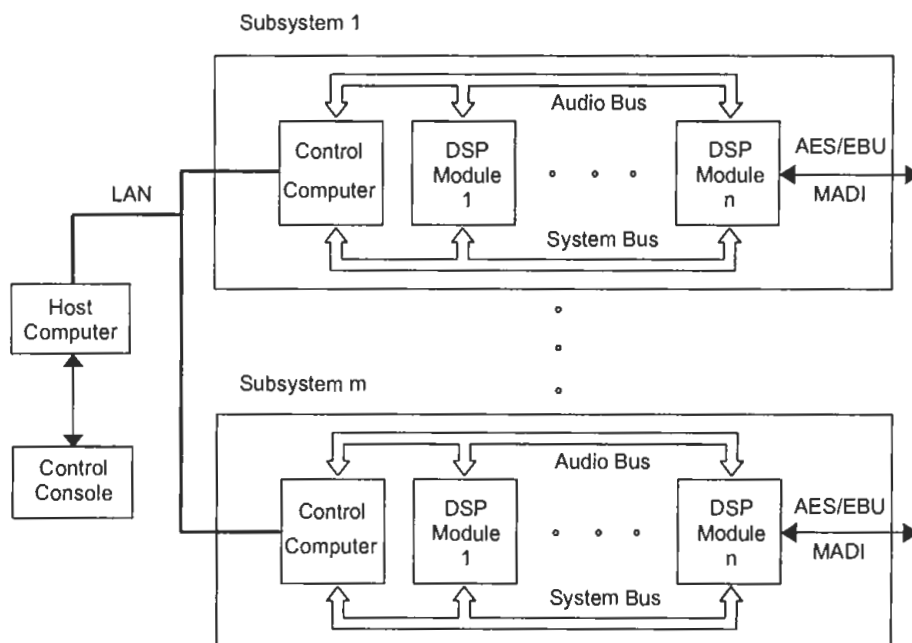 Subsystem 1
Audio Bus
Control
Computer
DSP
Module
1
DSP
Module
n
AES/EBU
MADI
System Bus
LAN
Host
Computer
Control
Console
Subsystem m
Audio Bus
Control
Computer
DSP
Module
1
DSP
Module
n
AES/EBU
MADI
System Bus